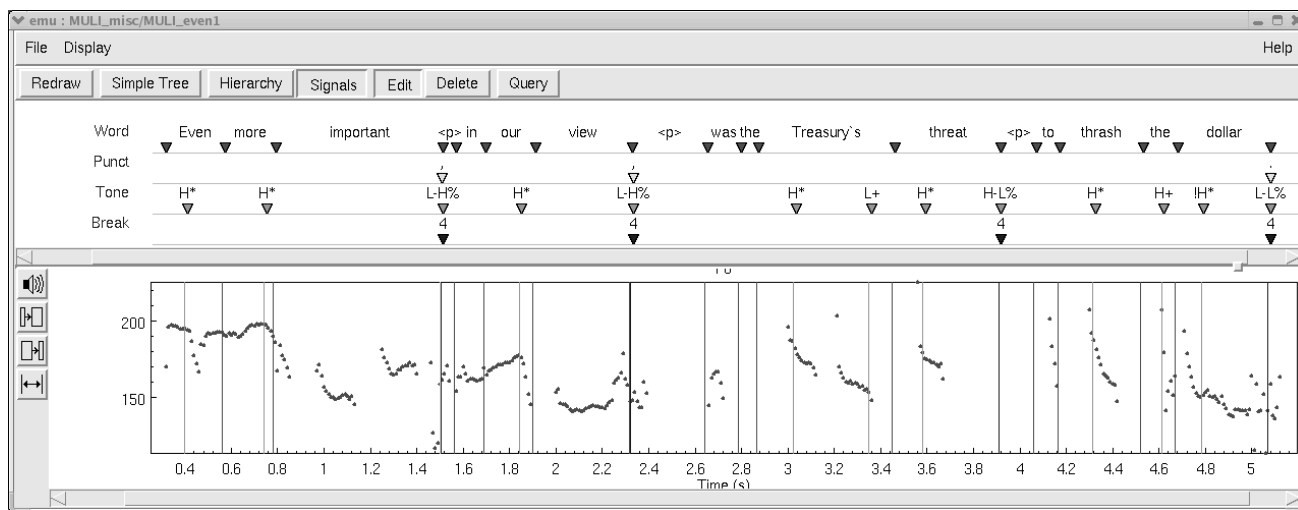 emu : MULI_misc/MULI_even1
File Display Help
Redraw Simple Tree Hierarchy Signals Edit Delete Query
Word Even more important <p> in our view <p> was the Treasury`s threat <p> to thrash the dollar
Punct , , .
Tone H* H* L-H% H* L-H% H* L+ H* H-L% H* H+ !H* L-L%
Break 4 4 4 4
200
150
0.4 0.6 0.8 1 1.2 1.4 1.6 1.8 2 2.2 2.4 2.6 2.8 3 3.2 3.4 3.6 3.8 4 4.2 4.4 4.6 4.8 5
Time (s)